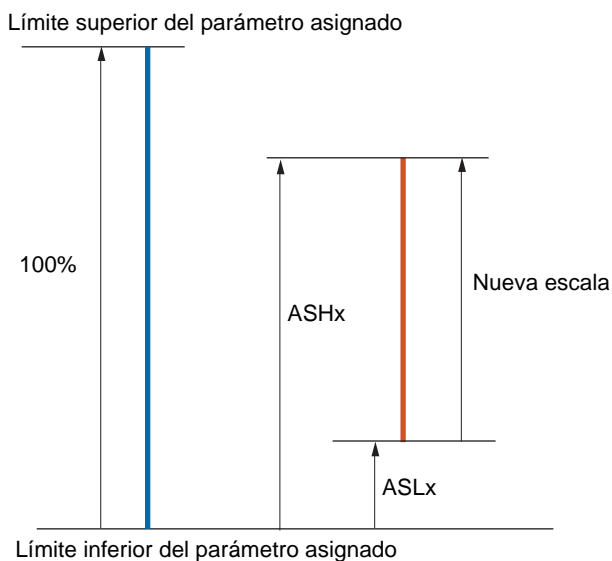 Límite superior del parámetro asignado
100%
Nueva escala
ASHx
ASLx
Límite inferior del parámetro asignado